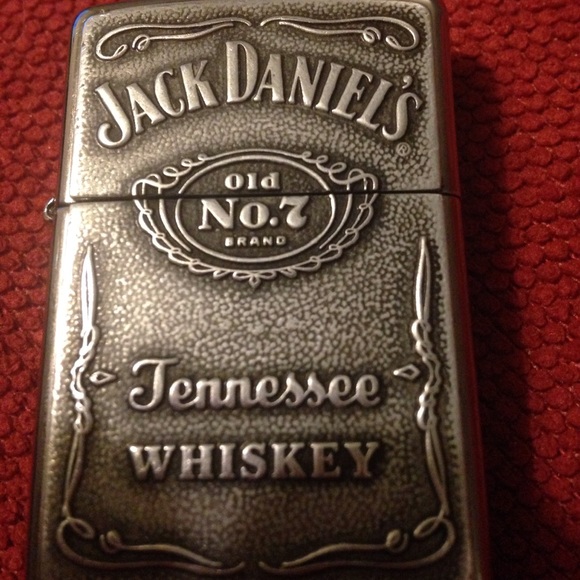 JACK DANIEL'S®
Old
No.7
BRAND
Tennessee
WHISKEY